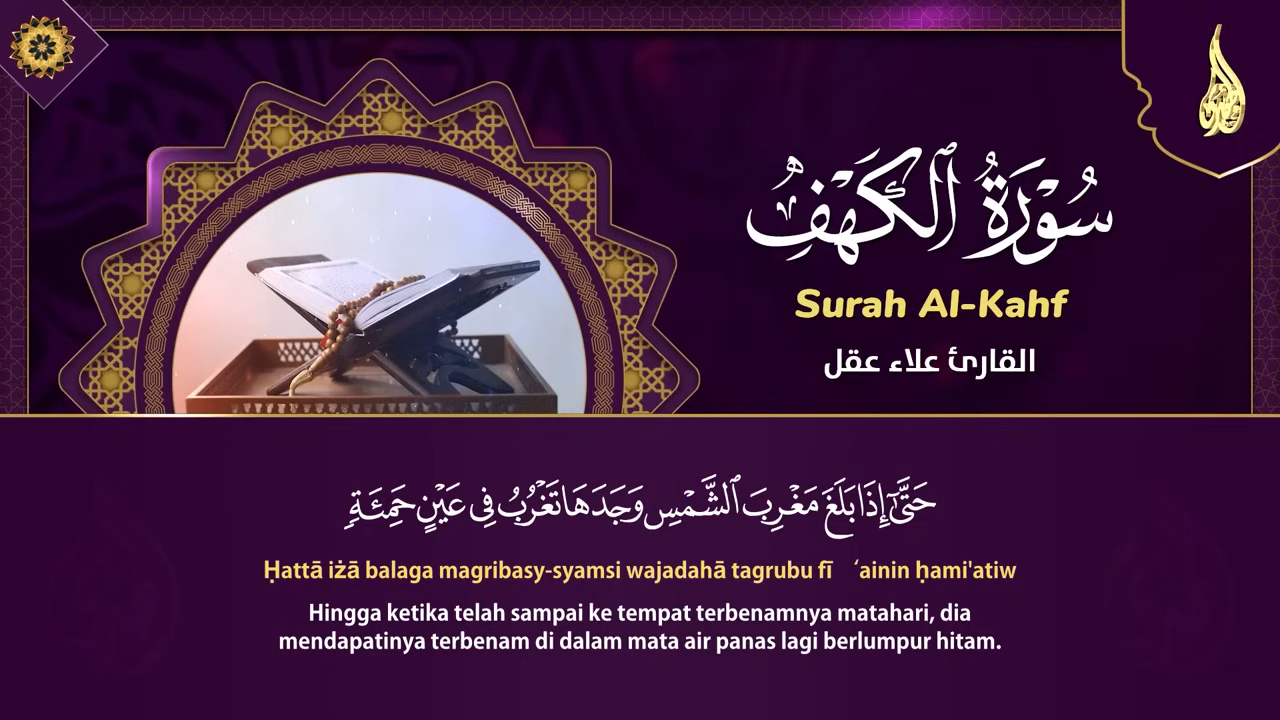 سُورَةُ ٱلْكَهْفِ
Surah Al-Kahf
القارئ علاء عقل
حَتَّىٰٓ إِذَا بَلَغَ مَغْرِبَ ٱلشَّمْسِ وَجَدَهَا تَغْرُبُ فِى عَيْنٍ حَمِئَةٍۢ
Ḥattā iżā balaga magribasy-syamsi wajadahā tagrubu fī ‘ainin ḥami'atiw
Hingga ketika telah sampai ke tempat terbenamnya matahari, dia
mendapatinya terbenam di dalam mata air panas lagi berlumpur hitam.